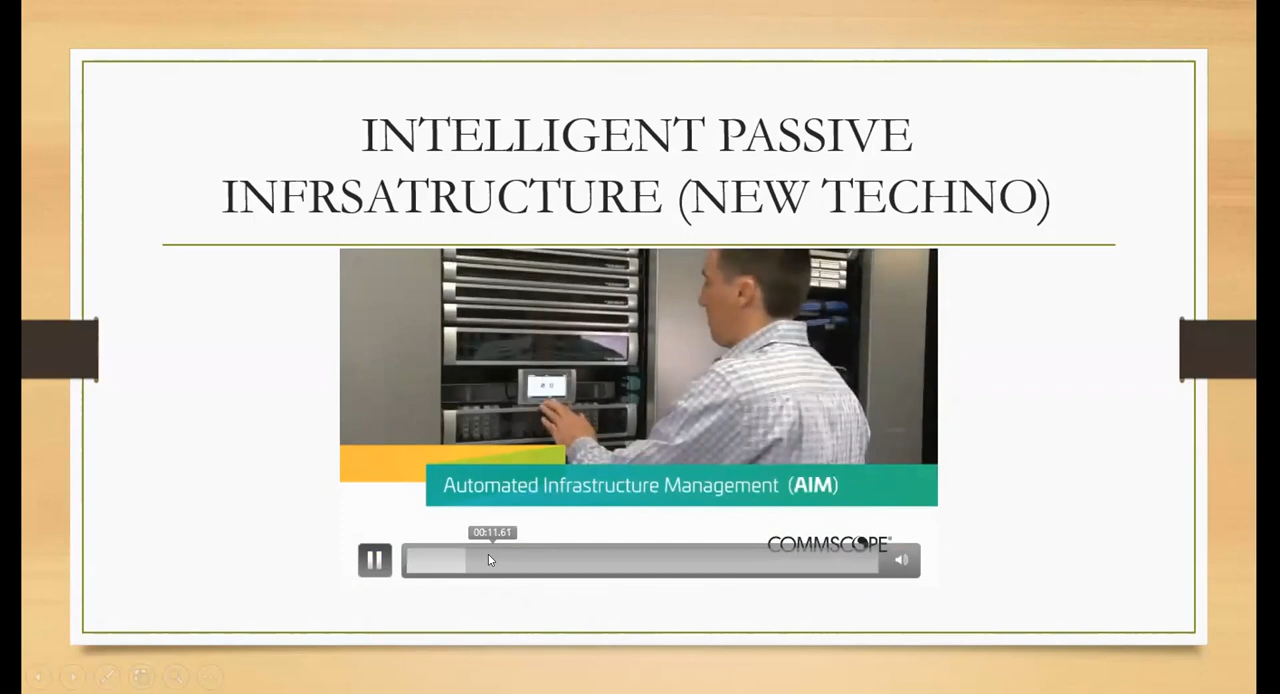 INTELLIGENT PASSIVE
INFRSATRUCTURE (NEW TECHNO)
Automated Infrastructure Management (AIM)
00:11.61
COMMSCOPE®